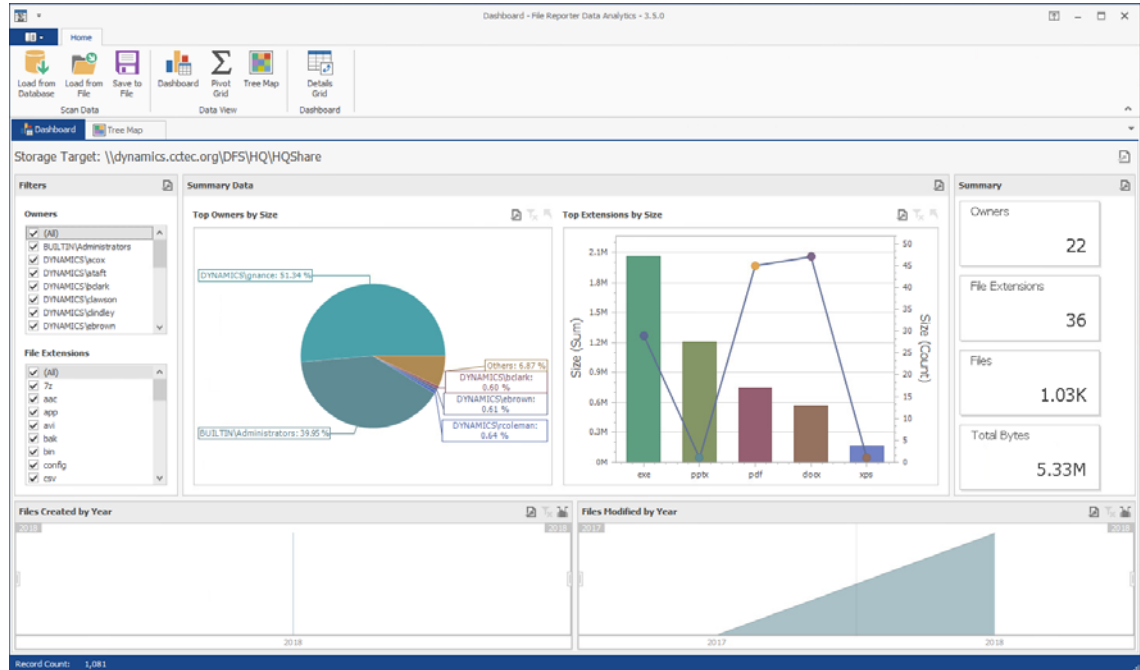 Dashboard - File Reporter Data Analytics - 3.5.0
Home
Load from Database
Load from File
Save to File
Dashboard
Pivot Grid
Tree Map
Details Grid
Scan Data
Data View
Dashboard
Dashboard
Tree Map
Storage Target: \\dynamics.cctec.org\DFS\HQ\HQShare
Filters
Owners
(All)
BUILTIN\Administrators
DYNAMICS\acox
DYNAMICS\ataft
DYNAMICS\bclark
DYNAMICS\clawson
DYNAMICS\dindley
DYNAMICS\ebrown
File Extensions
(All)
7z
aac
app
avi
bak
bin
config
csv
Summary Data
Top Owners by Size
DYNAMICS\gnance: 51.34 %
Others: 6.87 %
DYNAMICS\bclark:
0.60 %
DYNAMICS\ebrown:
0.61 %
DYNAMICS\rcoleman:
0.64 %
BUILTIN\Administrators: 39.95 %
Top Extensions by Size
Size (Sum)
2.1M
1.8M
1.5M
1.2M
0.9M
0.6M
0.3M
0M
50
45
40
35
30
25
20
15
10
5
0
Size (Count)
exe
pptx
pdf
docx
xps
Summary
Owners
22
File Extensions
36
Files
1.03K
Total Bytes
5.33M
Files Created by Year
2018
2018
2018
Files Modified by Year
2017
2018
2017
2018
Record Count: 1,081